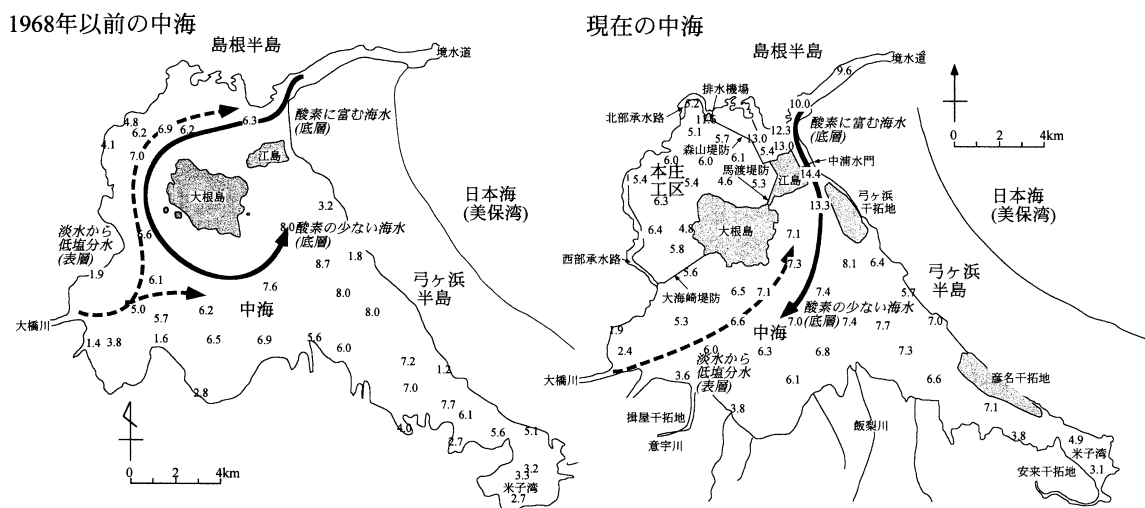 1968年以前の中海
島根半島
境水道
酸素に富む海水
(底層)
4.8
6.2
6.9
6.2
6.3
4.1
7.0
江島
大根島
日本海
(美保湾)
3.2
8.0
酸素の少ない海水
(底層)
淡水から
低塩分水
(表層)
1.8
8.7
1.9
6.1
7.6
8.0
弓ヶ浜
半島
5.0
5.7
6.2
中海
8.0
大橋川
1.4
3.8
1.6
6.5
6.9
5.6
6.0
7.2
1.2
2.8
7.0
7.7
6.1
4.0
2.7
5.6
5.1
3.2
3.3
米子湾
2.7
0
2
4km
現在の中海
島根半島
境水道
9.6
排水機場
北部承水路
10.0
酸素に富む海水
(底層)
5.1
5.7
13.0
12.3
森山堤防
5.4
13.0
中浦水門
6.0
6.0
6.1
馬渡堤防
本庄
工区
5.4
5.4
4.6
5.3
江島
14.4
6.3
13.3
弓ヶ浜
干拓地
日本海
(美保湾)
6.4
4.8
大根島
7.1
5.8
西部承水路
5.6
7.3
8.1
6.4
大海崎堤防
6.5
7.1
7.4
5.7
弓ヶ浜
半島
酸素の少ない海水
(底層)
1.9
5.3
6.6
中海
7.0
7.4
7.7
7.0
2.4
6.0
6.3
6.8
7.3
淡水から
低塩分水
(表層)
大橋川
3.6
6.1
6.6
彦名干拓地
揖屋干拓地
3.8
飯梨川
7.1
意宇川
3.8
4.9
米子湾
3.1
安来干拓地
0
2
4km